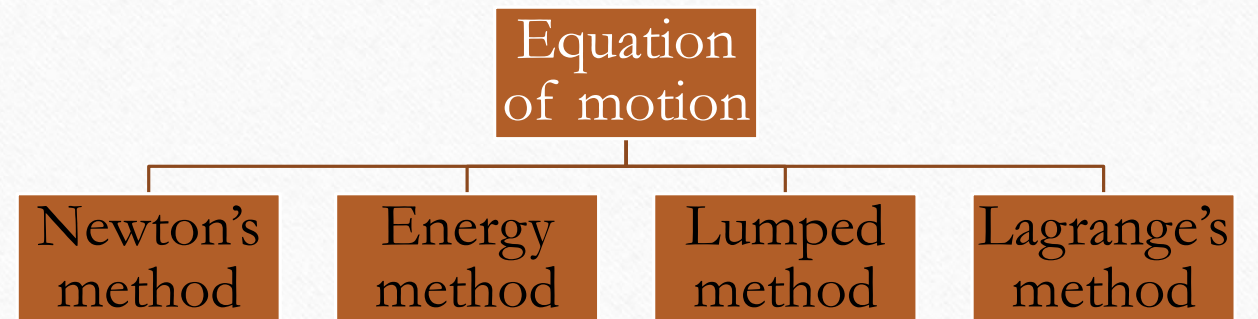 Equation
of motion
Newton’s
method
Energy
method
Lumped
method
Lagrange’s
method